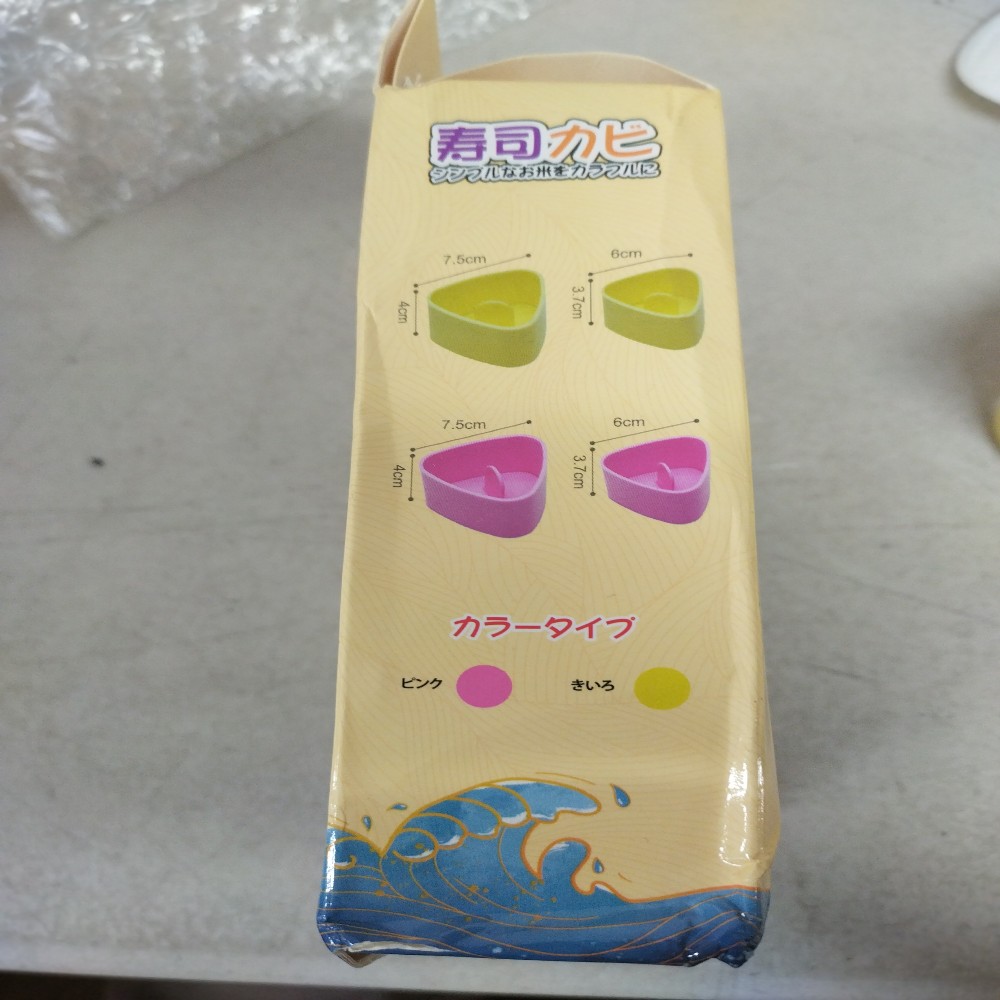 寿司カビ
シンプルなお米をカラフルに
7.5cm
6cm
4cm
3.7cm
7.5cm
6cm
4cm
3.7cm
カラータイプ
ピンク
きいろ